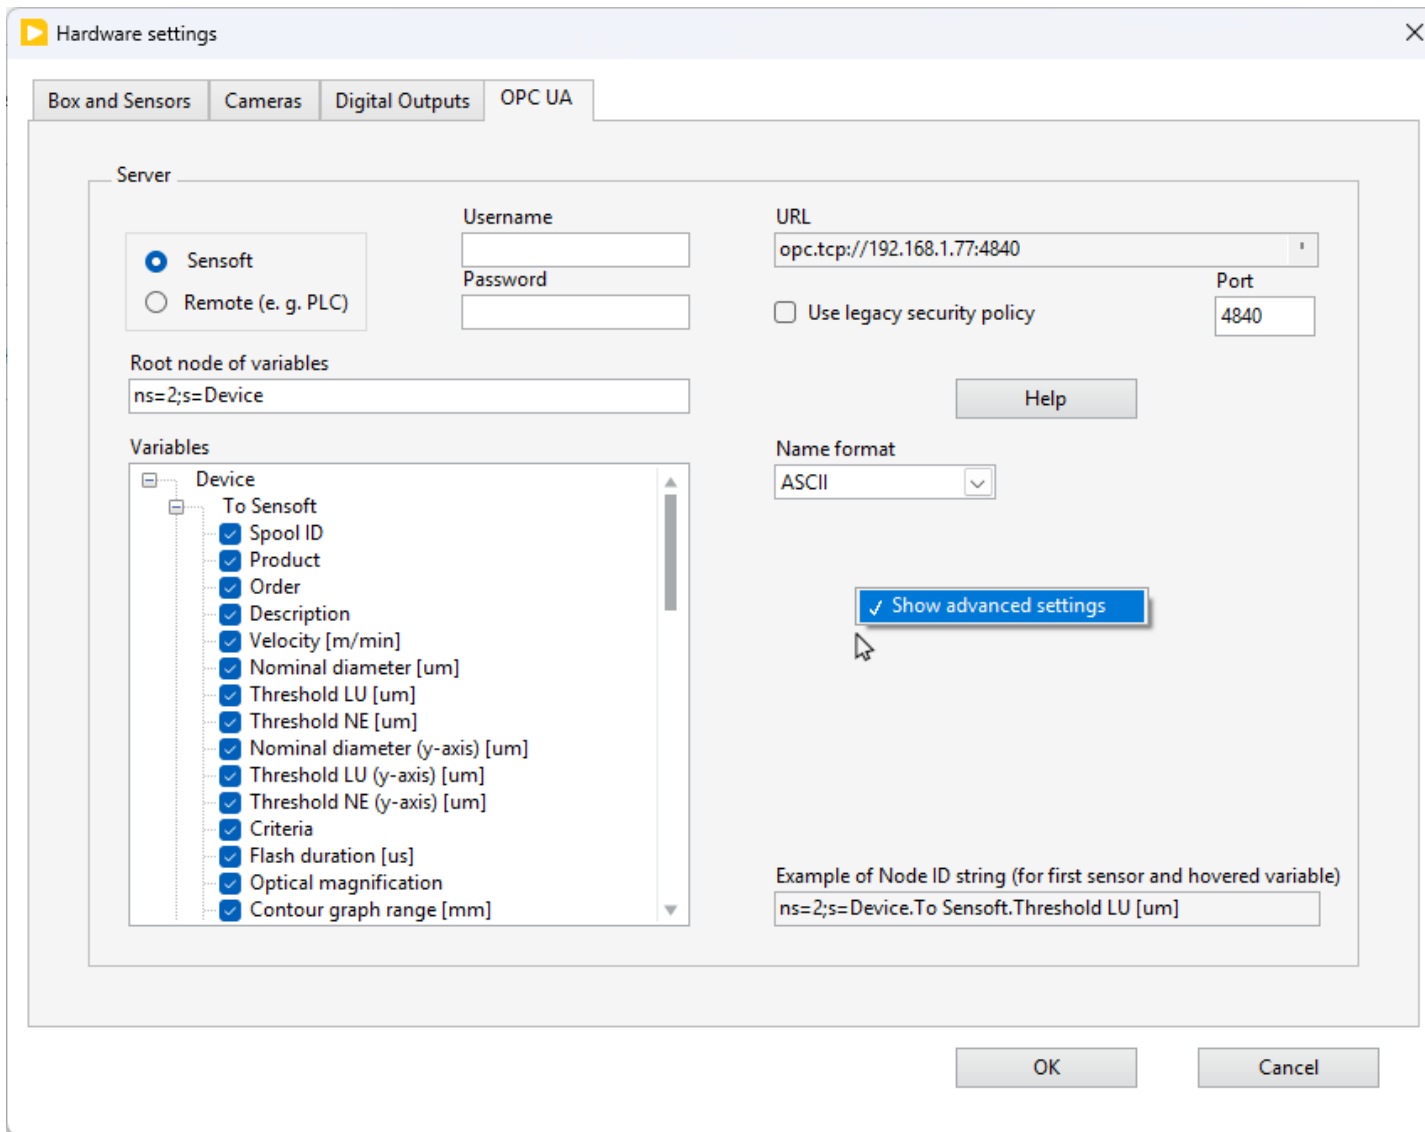 Hardware settings
Box and Sensors
Cameras
Digital Outputs
OPC UA
Server
Sensoft
Remote (e. g. PLC)
Username
Password
URL
opc.tcp://192.168.1.77:4840
Use legacy security policy
Port
4840
Root node of variables
ns=2;s=Device
Help
Variables
Device
To Sensoft
Spool ID
Product
Order
Description
Velocity [m/min]
Nominal diameter [um]
Threshold LU [um]
Threshold NE [um]
Nominal diameter (y-axis) [um]
Threshold LU (y-axis) [um]
Threshold NE (y-axis) [um]
Criteria
Flash duration [us]
Optical magnification
Contour graph range [mm]
Name format
ASCII
Show advanced settings
Example of Node ID string (for first sensor and hovered variable)
ns=2;s=Device.To Sensoft.Threshold LU [um]
OK
Cancel